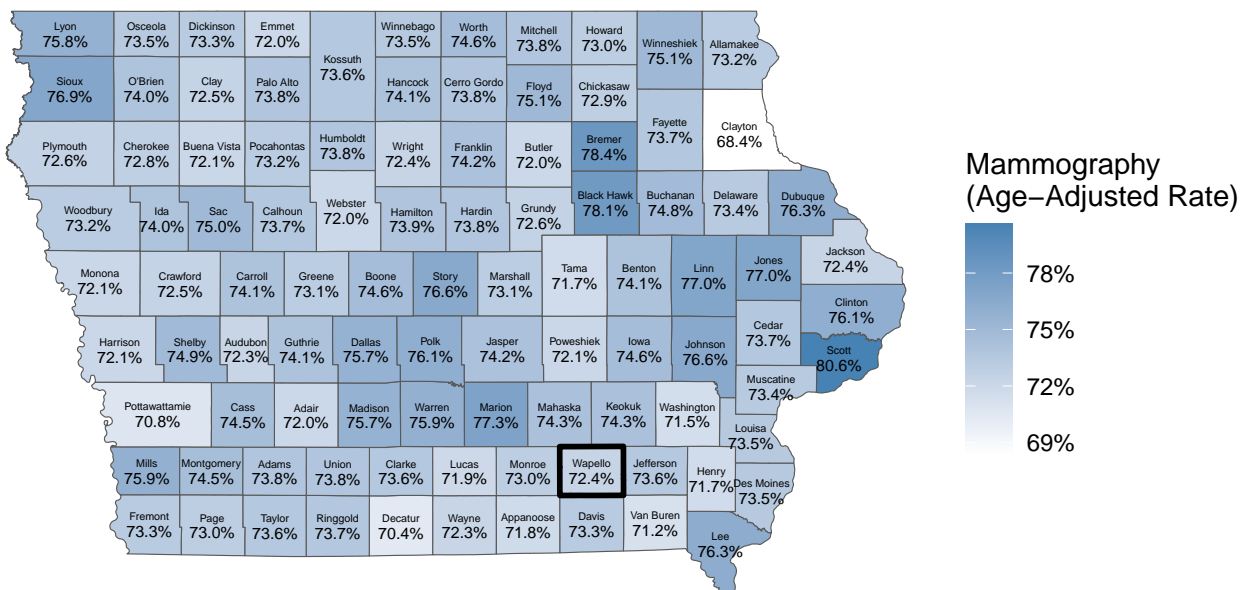 Lyon
75.8%
Osceola
73.5%
Dickinson
73.3%
Emmet
72.0%
Kossuth
73.6%
Winnebago
73.5%
Worth
74.6%
Mitchell
73.8%
Howard
73.0%
Winneshiek
75.1%
Allamakee
73.2%
Sioux
76.9%
O'Brien
74.0%
Clay
72.5%
Palo Alto
73.8%
Hancock
74.1%
Cerro Gordo
73.8%
Floyd
75.1%
Chickasaw
72.9%
Fayette
73.7%
Clayton
68.4%
Plymouth
72.6%
Cherokee
72.8%
Buena Vista
72.1%
Pocahontas
73.2%
Humboldt
73.8%
Wright
72.4%
Franklin
74.2%
Butler
72.0%
Bremer
78.4%
Woodbury
73.2%
Ida
74.0%
Sac
75.0%
Calhoun
73.7%
Webster
72.0%
Hamilton
73.9%
Hardin
73.8%
Grundy
72.6%
Black Hawk
78.1%
Buchanan
74.8%
Delaware
73.4%
Dubuque
76.3%
Monona
72.1%
Crawford
72.5%
Carroll
74.1%
Greene
73.1%
Boone
74.6%
Story
76.6%
Marshall
73.1%
Tama
71.7%
Benton
74.1%
Linn
77.0%
Jones
77.0%
Jackson
72.4%
Clinton
76.1%
Harrison
72.1%
Shelby
74.9%
Audubon
72.3%
Guthrie
74.1%
Dallas
75.7%
Polk
76.1%
Jasper
74.2%
Poweshiek
72.1%
Iowa
74.6%
Johnson
76.6%
Cedar
73.7%
Scott
80.6%
Muscatine
73.4%
Pottawattamie
70.8%
Cass
74.5%
Adair
72.0%
Madison
75.7%
Warren
75.9%
Marion
77.3%
Mahaska
74.3%
Keokuk
74.3%
Washington
71.5%
Louisa
73.5%
Mills
75.9%
Montgomery
74.5%
Adams
73.8%
Union
73.8%
Clarke
73.6%
Lucas
71.9%
Monroe
73.0%
Wapello
72.4%
Jefferson
73.6%
Henry
71.7%
Des Moines
73.5%
Fremont
73.3%
Page
73.0%
Taylor
73.6%
Ringgold
73.7%
Decatur
70.4%
Wayne
72.3%
Appanoose
71.8%
Davis
73.3%
Van Buren
71.2%
Lee
76.3%
Mammography
(Age−Adjusted Rate)
78%
75%
72%
69%